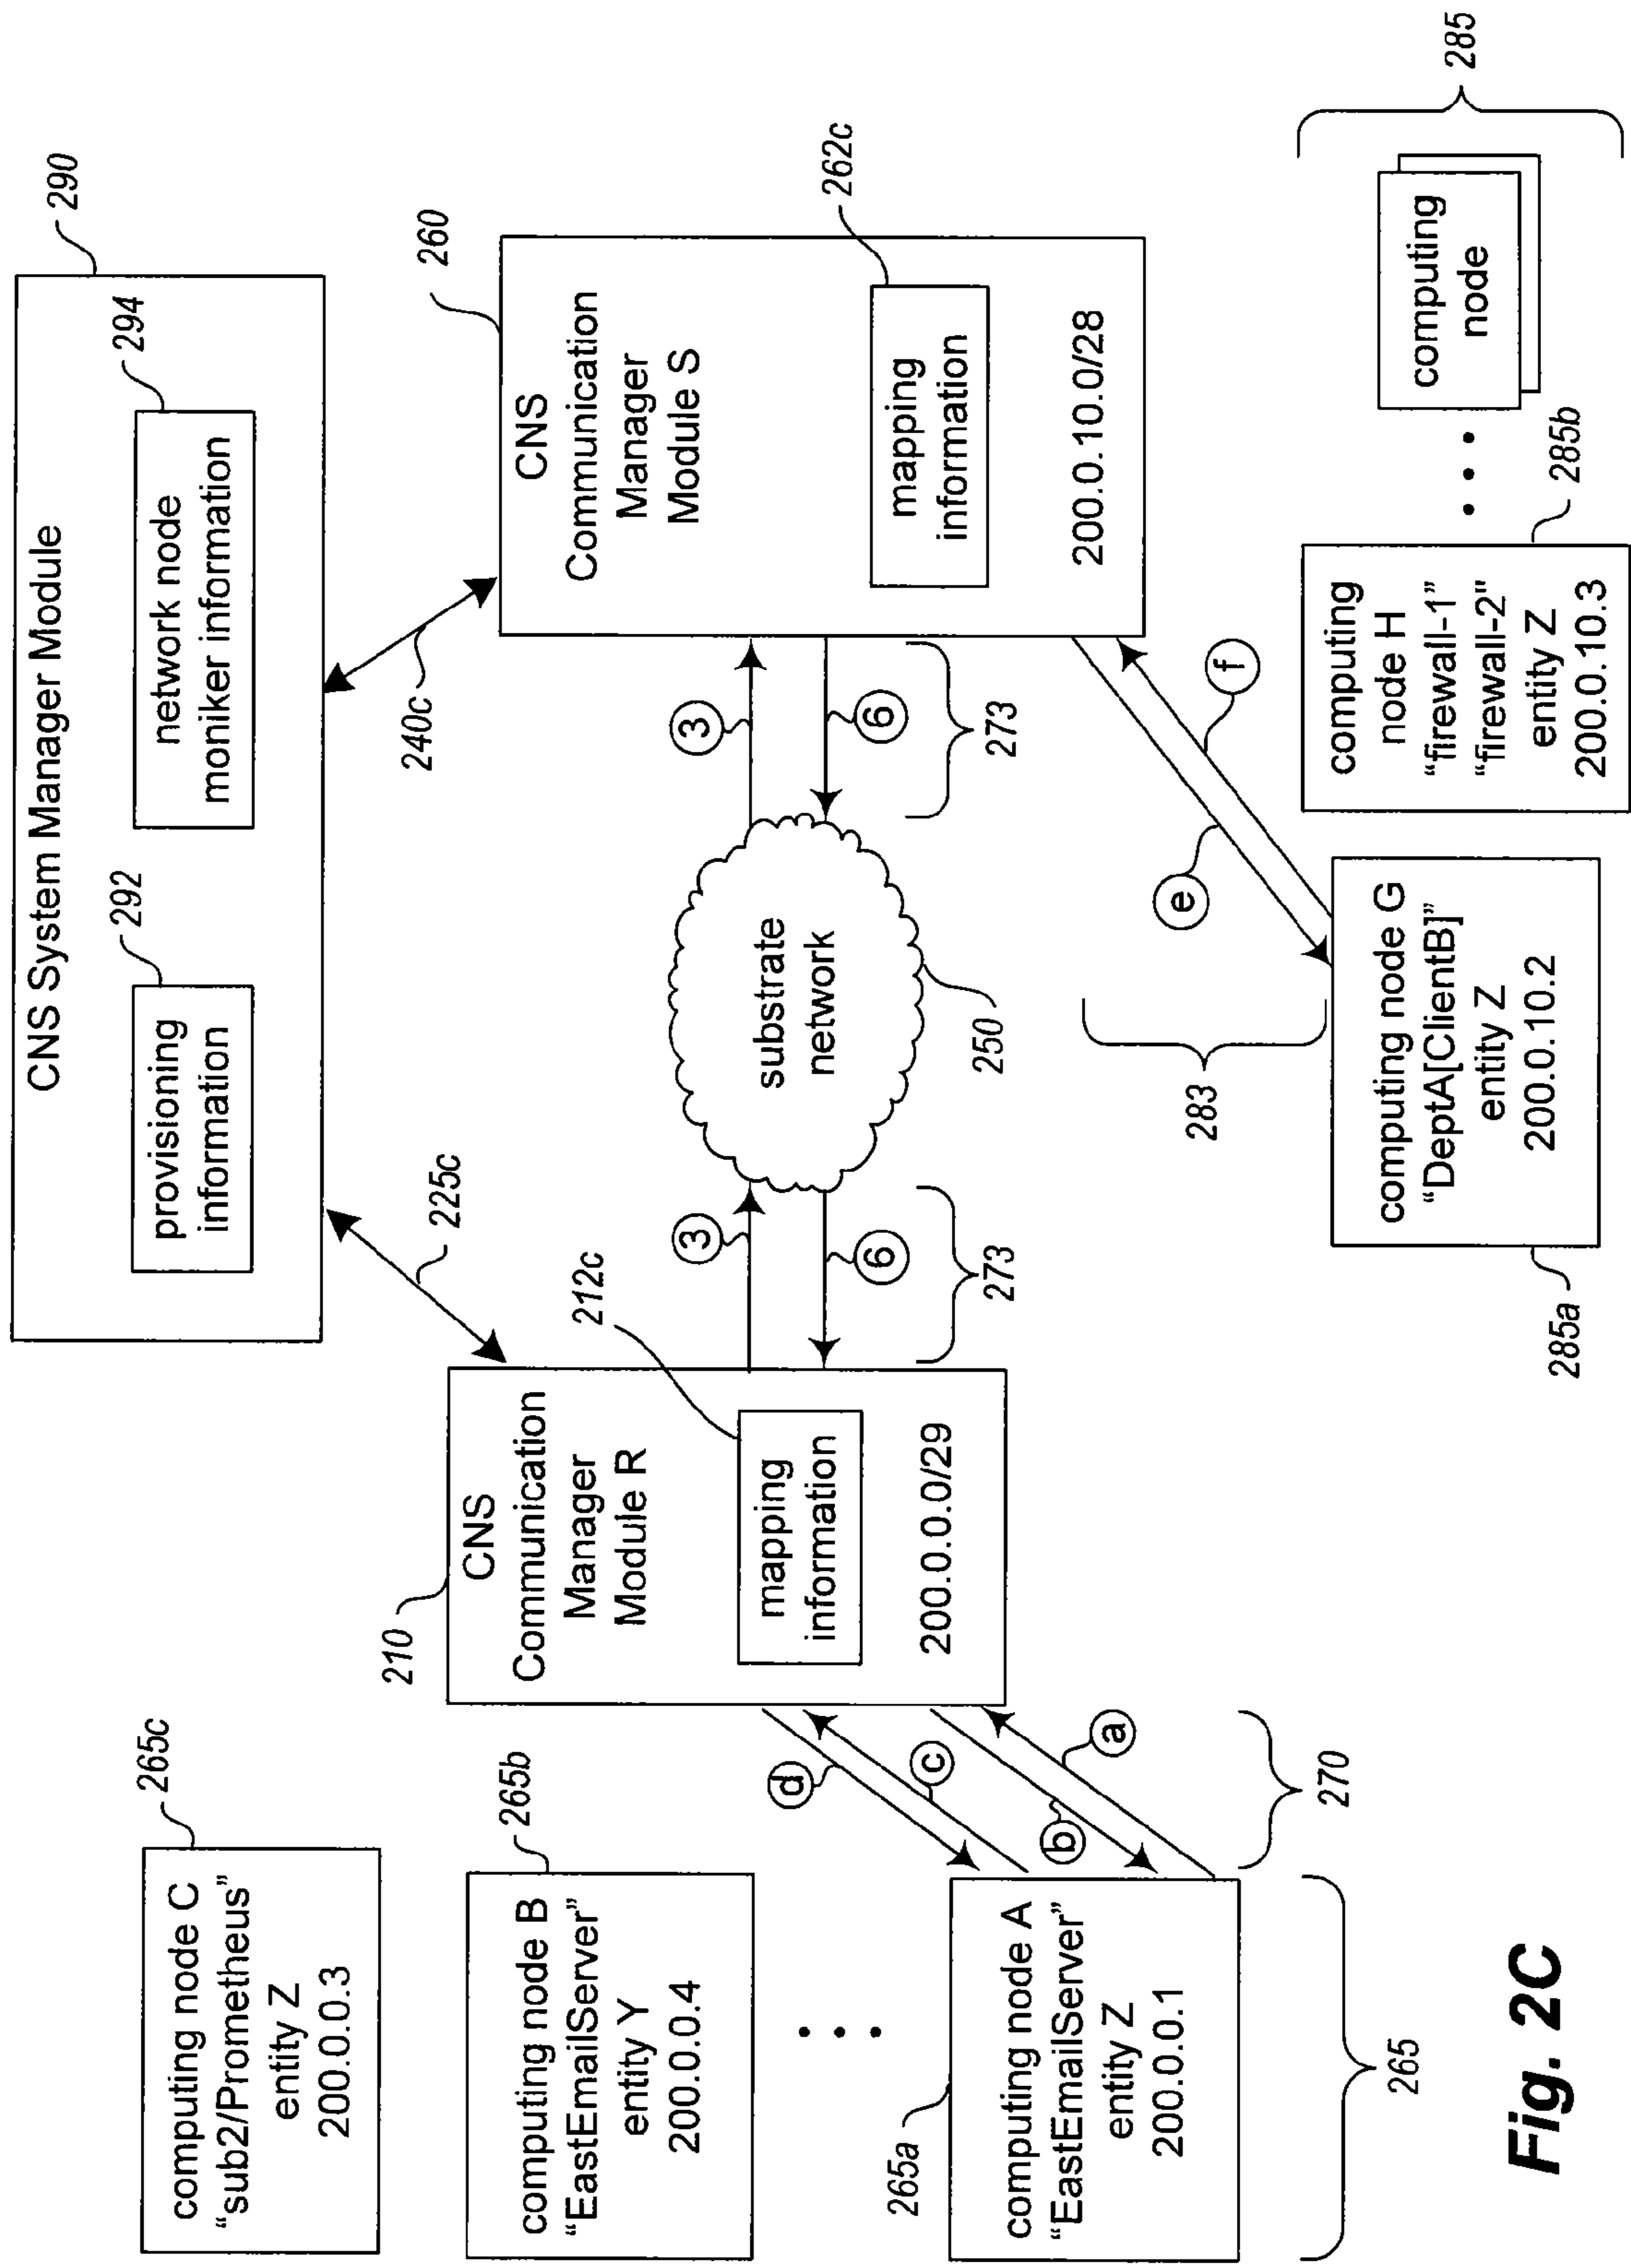 CNS System Manager Module
290
provisioning
information
292
network node
moniker information
294
225c
240c
computing node C
“sub2/Prometheus”
entity Z
200.0.0.3
265c
computing node B
“EastEmailServer”
entity Y
200.0.0.4
265b
computing node A
“EastEmailServer”
entity Z
200.0.0.1
265a
265
d
c
b
a
270
210
CNS
Communication
Manager
Module R
mapping
information
212c
200.0.0.0/29
3
6
273
substrate
network
250
3
6
273
260
CNS
Communication
Manager
Module S
mapping
information
262c
200.0.10.0/28
e
f
283
computing node G
“DeptA[ClientB]”
entity Z
200.0.10.2
285a
computing
node H
“firewall-1”
“firewall-2”
entity Z
200.0.10.3
285b
computing
node
285
Fig. 2C